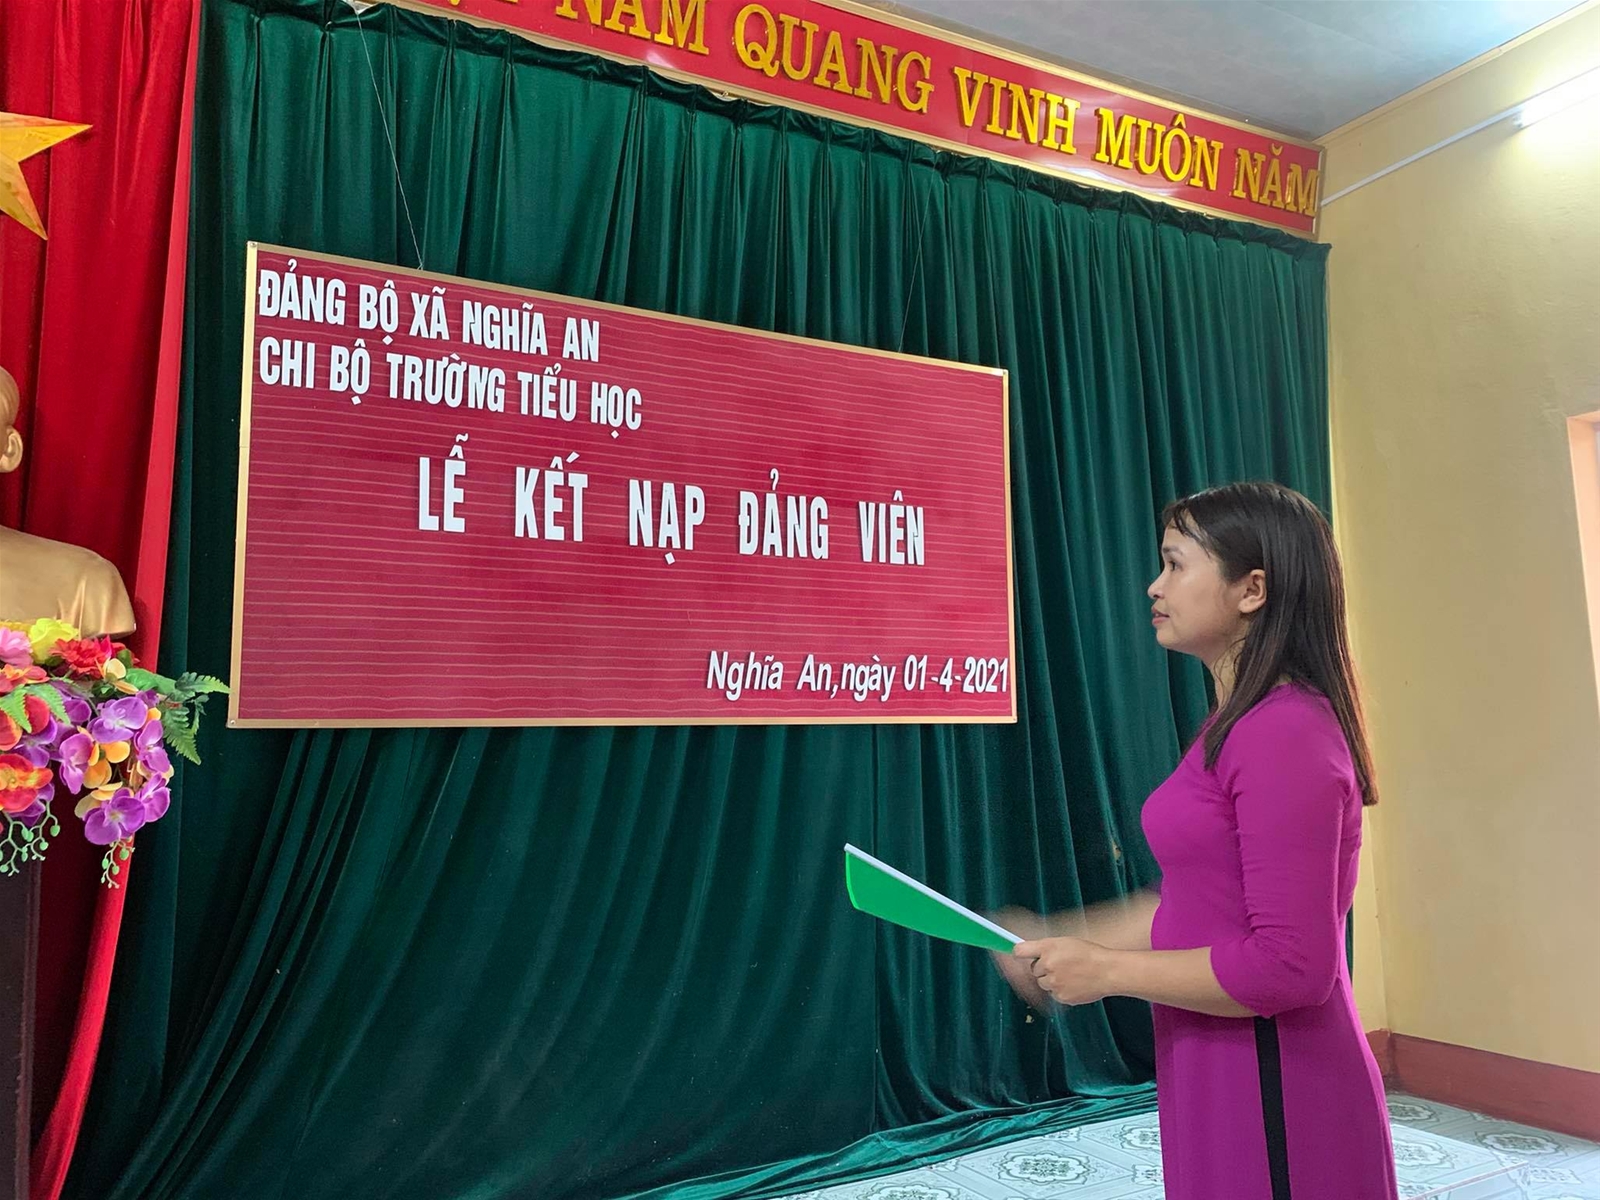 NAM QUANG VINH MUÔN NĂM
ĐẢNG BỘ XÃ NGHĨA AN
CHI BỘ TRƯỜNG TIỂU HỌC
LỄ KẾT NẠP ĐẢNG VIÊN
Nghĩa An, ngày 01-4-2021